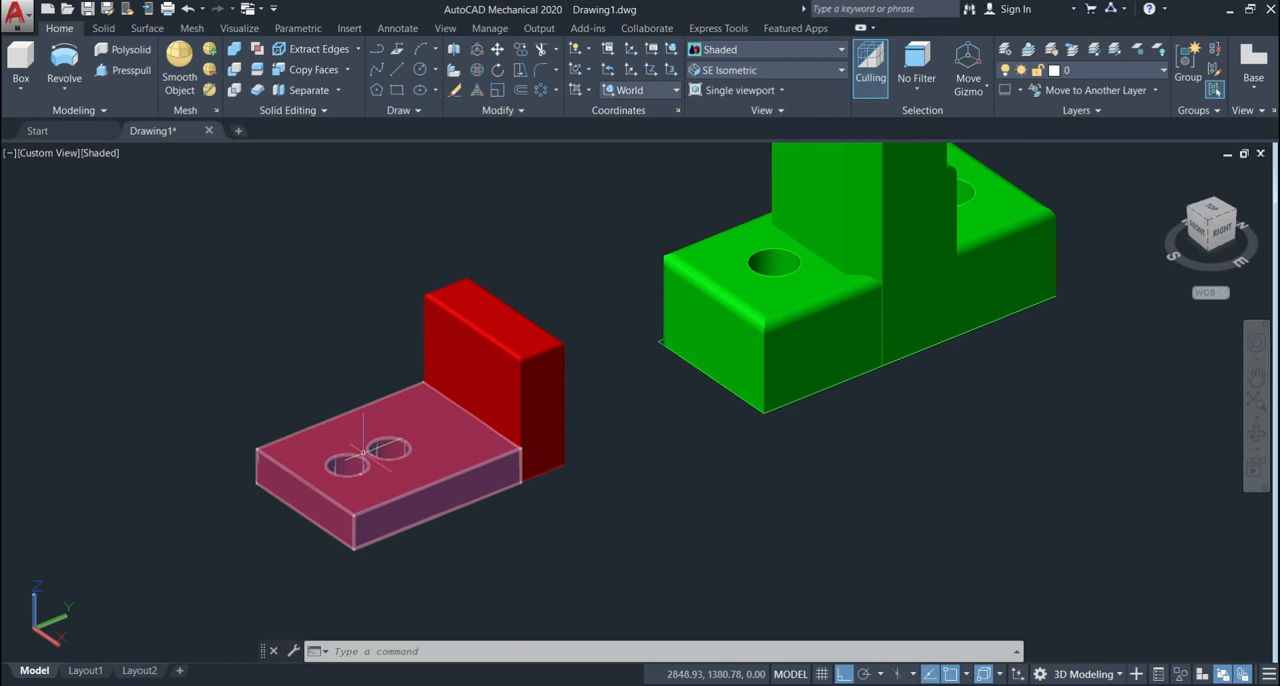 AutoCAD Mechanical 2020 Drawing1.dwg
Type a keyword or phrase
Sign In
Home Solid Surface Mesh Visualize Parametric Insert Annotate View Manage Output Add-ins Collaborate Express Tools Featured Apps
Box
Revolve
Polysolid
Presspull
Modeling
Smooth
Object
Mesh
Extract Edges
Copy Faces
Separate
Solid Editing
Draw
Modify
World
Coordinates
Shaded
SE Isometric
Single viewport
View
Culling
No Filter
Move
Gizmo
Selection
0
Move to Another Layer
Layers
Group
Groups
Base
View
Start
Drawing1*
[−][Custom View][Shaded]
TOP
FRONT
RIGHT
N
S
E
WCS
Z
Y
X
Type a command
Model Layout1 Layout2
2848.93, 1380.78, 0.00 MODEL
3D Modeling